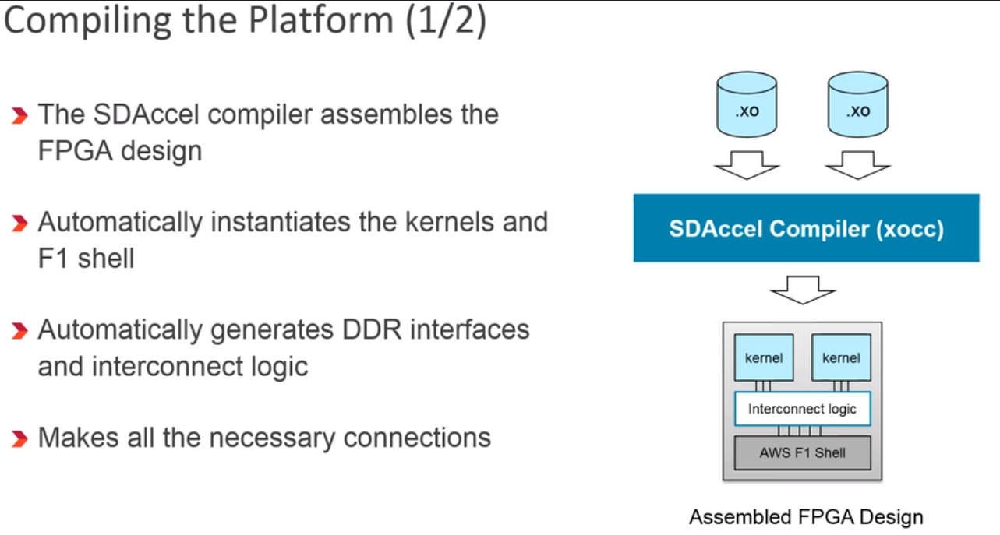 Compiling the Platform (1/2)
The SDAccel compiler assembles the
FPGA design
Automatically instantiates the kernels and
F1 shell
Automatically generates DDR interfaces
and interconnect logic
Makes all the necessary connections
.xo
.xo
SDAccel Compiler (xocc)
kernel
kernel
Interconnect logic
AWS F1 Shell
Assembled FPGA Design